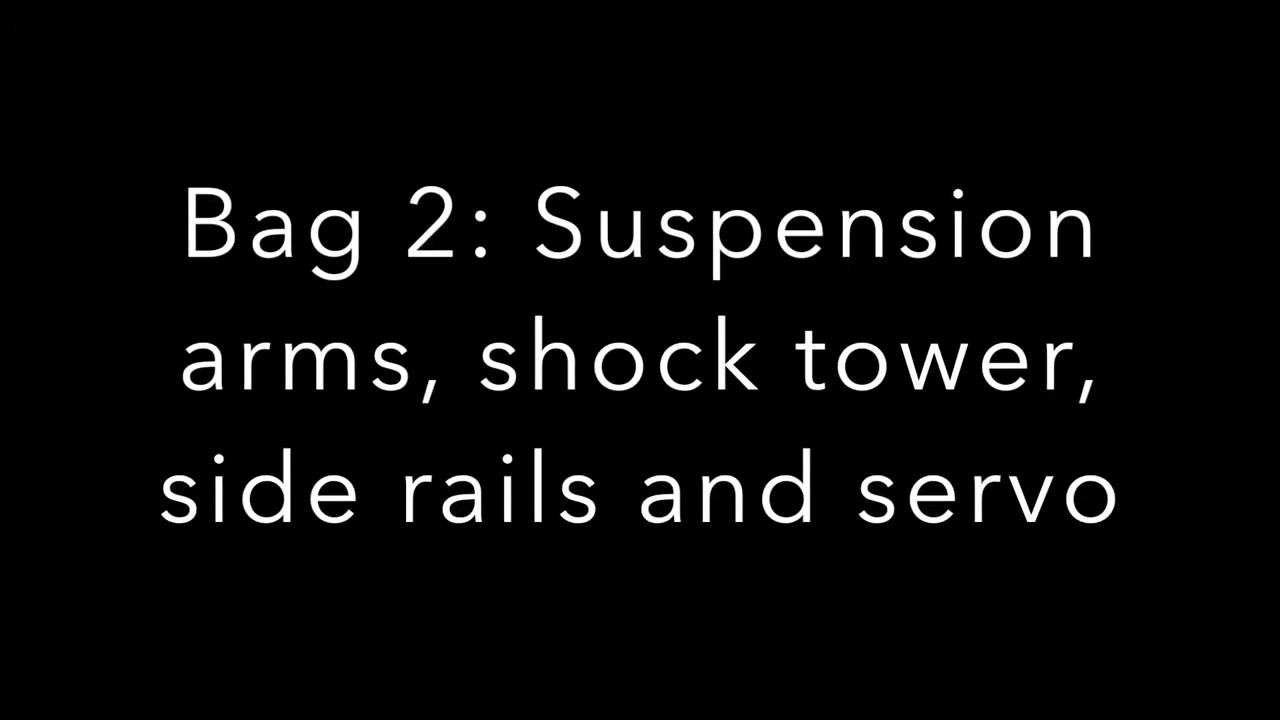 Bag 2: Suspension
arms, shock tower,
side rails and servo